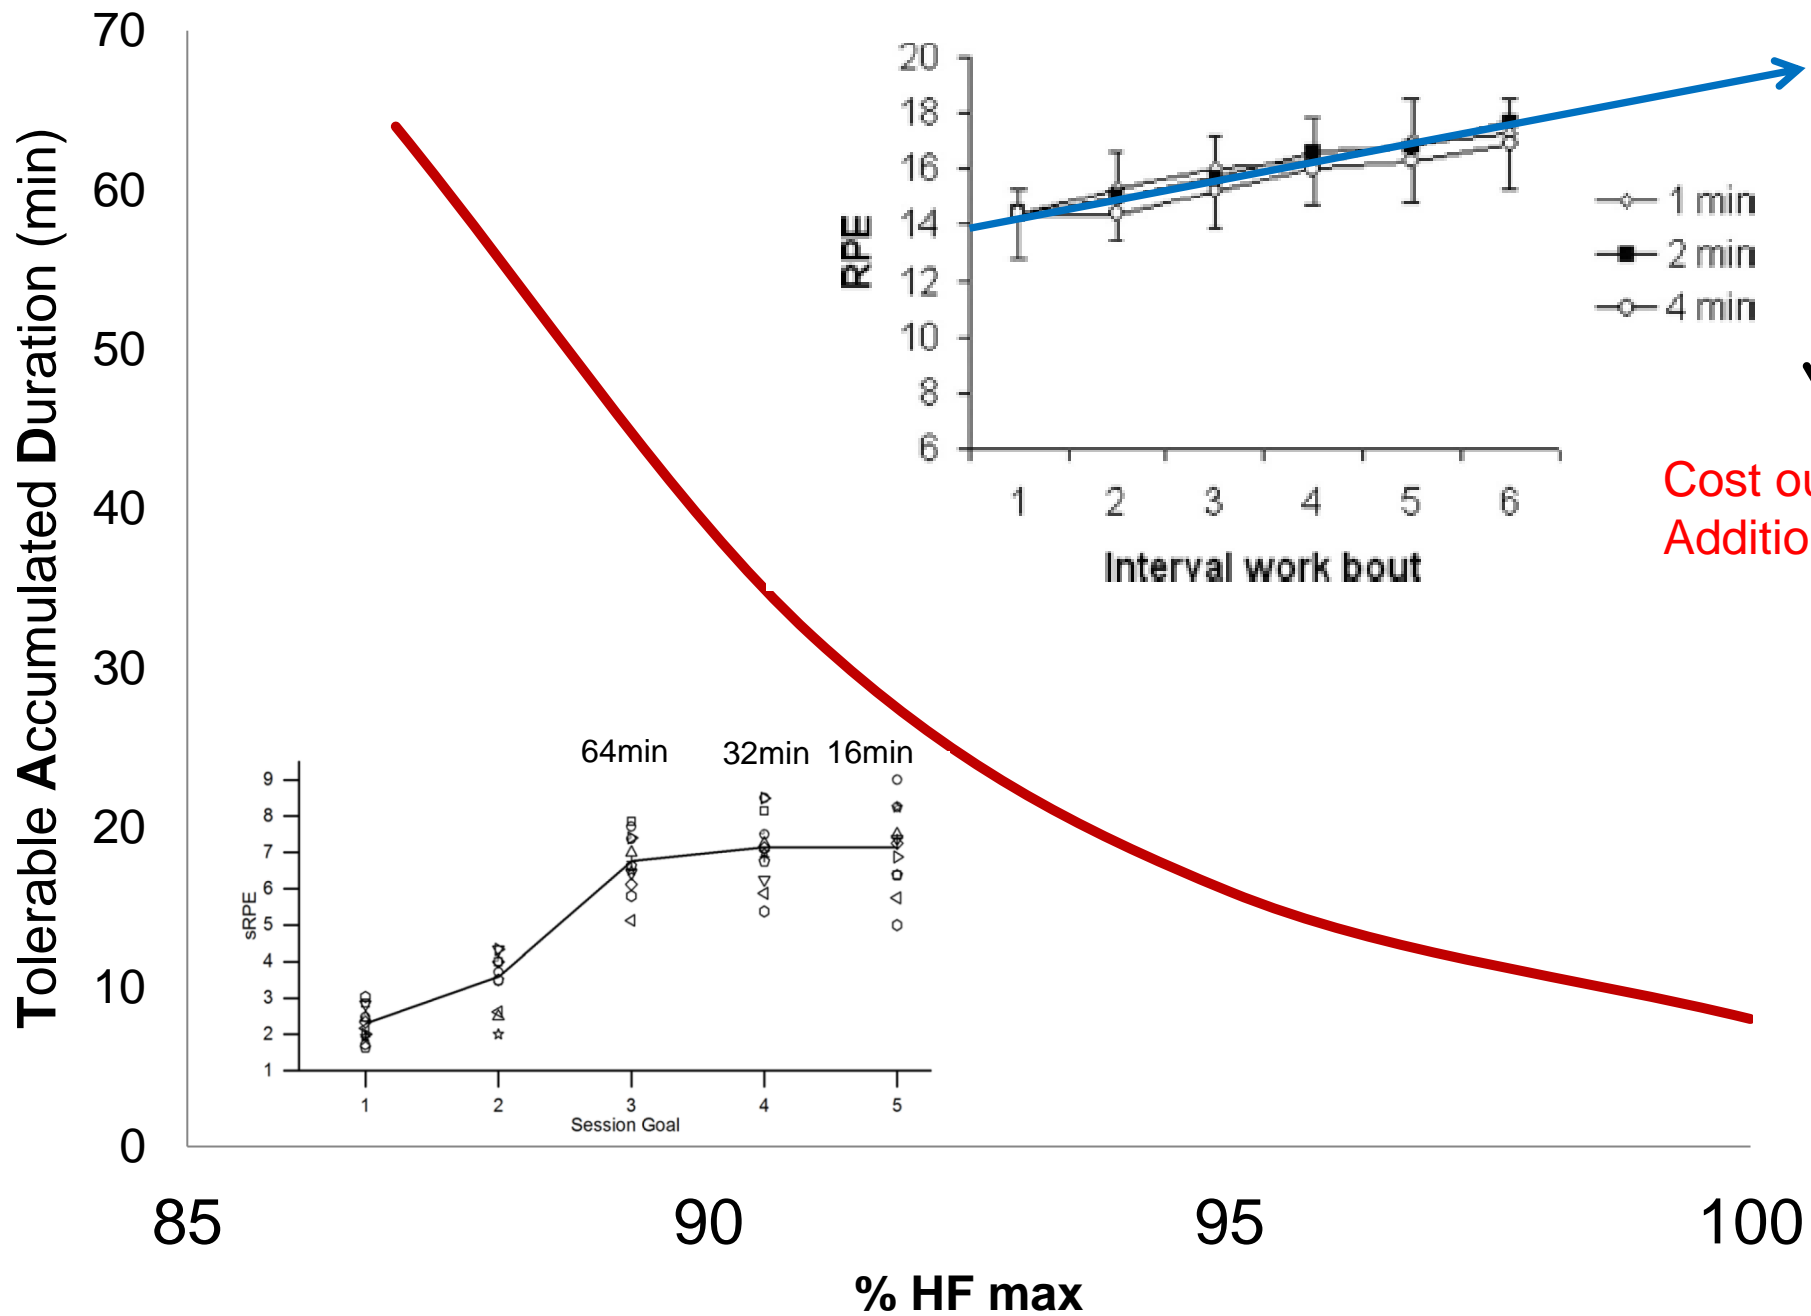 Tolerable Accumulated Duration (min)
70
60
50
40
30
20
10
0
85 90 95 100
% HF max
RPE
20
18
16
14
12
10
8
6
1 2 3 4 5 6
Interval work bout
1 min
2 min
4 min
Cost ou
Additio
64min 32min 16min
sRPE
9
8
7
6
5
4
3
2
1
1 2 3 4 5
Session Goal